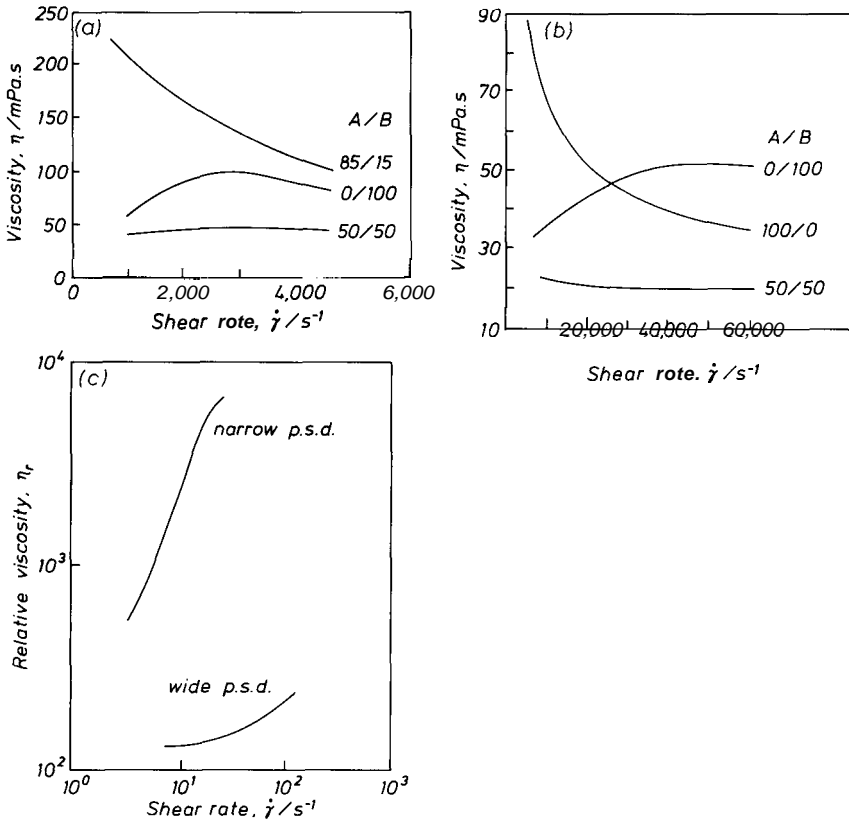 (a)
250
200
150
100
50
0
Viscosity, η /mPa.s
A/B
85/15
0/100
50/50
0 2,000 4,000 6,000
Shear rote, γ̇ /s⁻¹
(b)
90
70
50
30
10
Viscosity, η /mPa.s
A/B
0/100
100/0
50/50
20,000 40,000 60,000
Shear rote. γ̇ /s⁻¹
(c)
10⁴
10³
10²
Relative viscosity, ηᵣ
narrow p.s.d.
wide p.s.d.
10⁰ 10¹ 10² 10³
Shear rate, γ̇ /s⁻¹